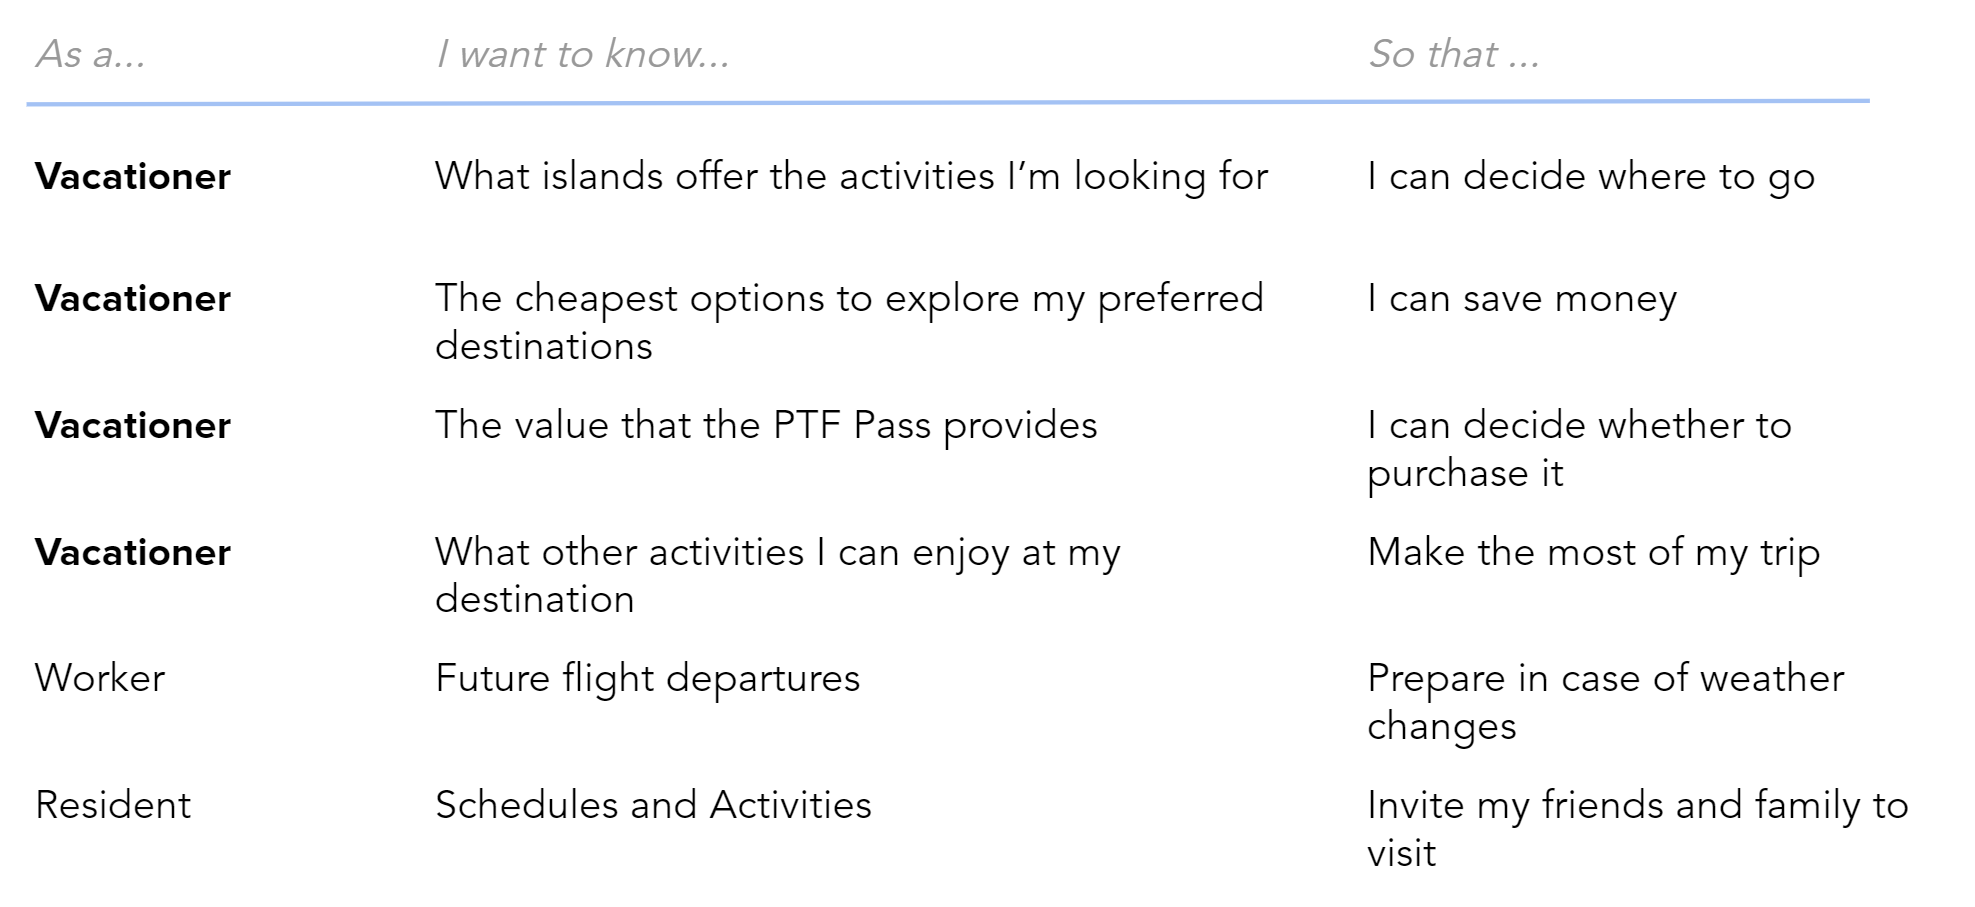 As a... I want to know... So that ...
Vacationer What islands offer the activities I’m looking for I can decide where to go
Vacationer The cheapest options to explore my preferred I can save money
destinations
Vacationer The value that the PTF Pass provides I can decide whether to
purchase it
Vacationer What other activities I can enjoy at my Make the most of my trip
destination
Worker Future flight departures Prepare in case of weather
changes
Resident Schedules and Activities Invite my friends and family to
visit